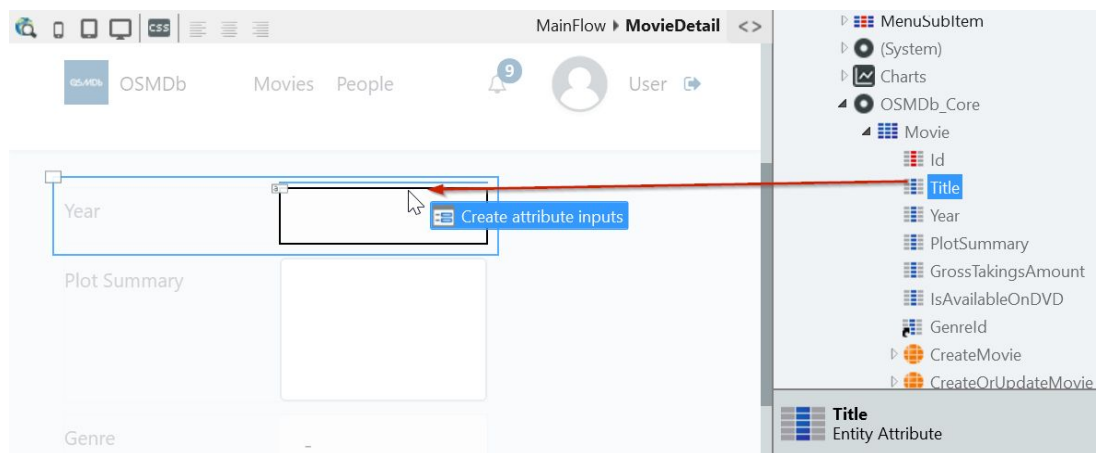 css
MainFlow MovieDetail <>
OSMDb
OSMDb
Movies
People
9
User
Year
Create attribute inputs
Plot Summary
Genre
-
MenuSubItem
(System)
Charts
OSMDb_Core
Movie
Id
Title
Year
PlotSummary
GrossTakingsAmount
IsAvailableOnDVD
GenreId
CreateMovie
CreateOrUpdateMovie
Title
Entity Attribute